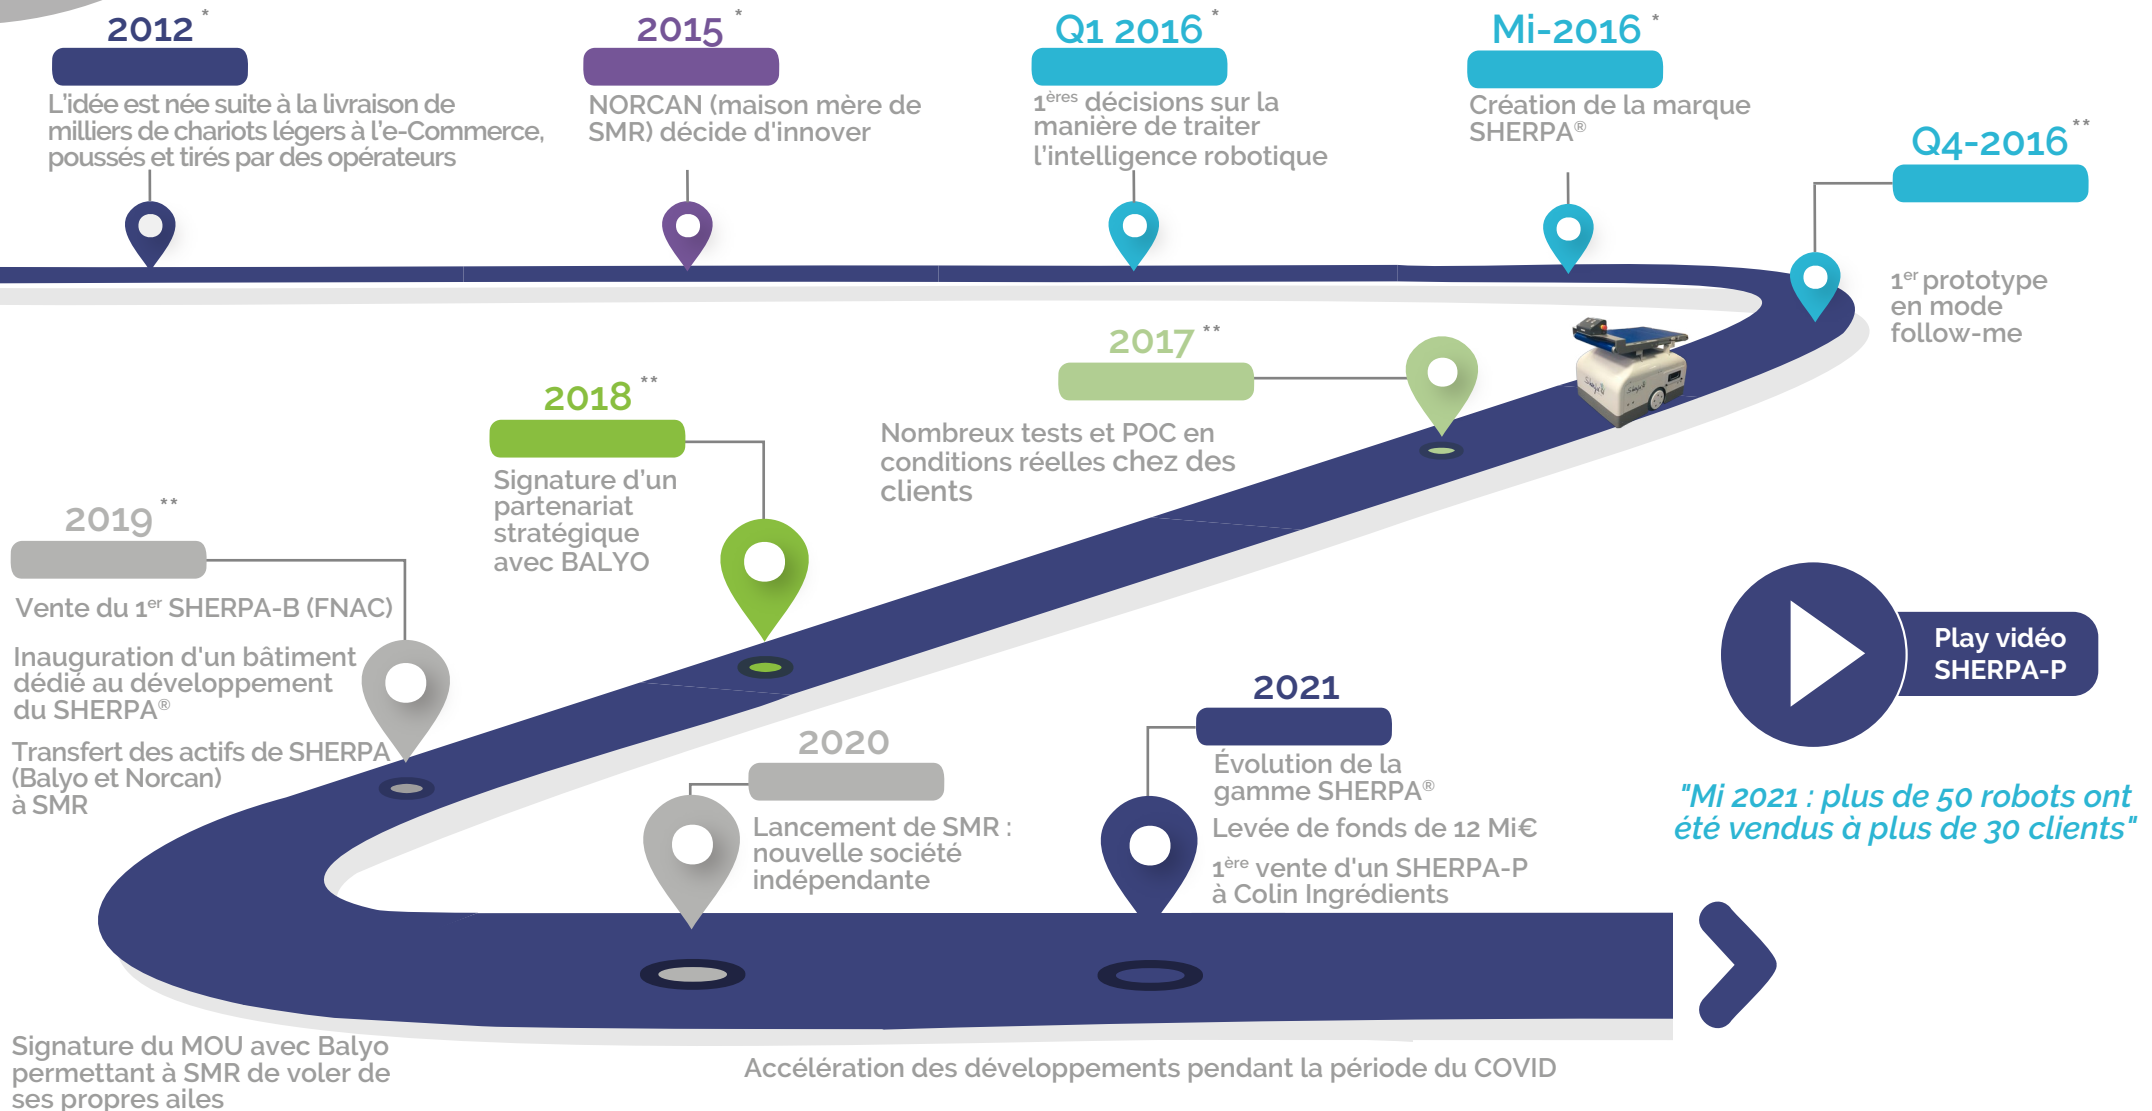 2012 *
L'idée est née suite à la livraison de
milliers de chariots légers à l'e-Commerce,
poussés et tirés par des opérateurs
2015 *
NORCAN (maison mère de
SMR) décide d'innover
Q1 2016 *
1ères décisions sur la
manière de traiter
l'intelligence robotique
Mi-2016 *
Création de la marque
SHERPA®
Q4-2016 **
1er prototype
en mode
follow-me
2017 **
Nombreux tests et POC en
conditions réelles chez des
clients
2018 **
Signature d'un
partenariat
stratégique
avec BALYO
2019 **
Vente du 1er SHERPA-B (FNAC)
Inauguration d'un bâtiment
dédié au développement
du SHERPA®
Transfert des actifs de SHERPA
(Balyo et Norcan)
à SMR
Signature du MOU avec Balyo
permettant à SMR de voler de
ses propres ailes
2020
Lancement de SMR :
nouvelle société
indépendante
2021
Évolution de la
gamme SHERPA®
Levée de fonds de 12 Mi€
1ère vente d'un SHERPA-P
à Colin Ingrédients
Accélération des développements pendant la période du COVID
Play vidéo
SHERPA-P
"Mi 2021 : plus de 50 robots ont
été vendus à plus de 30 clients"